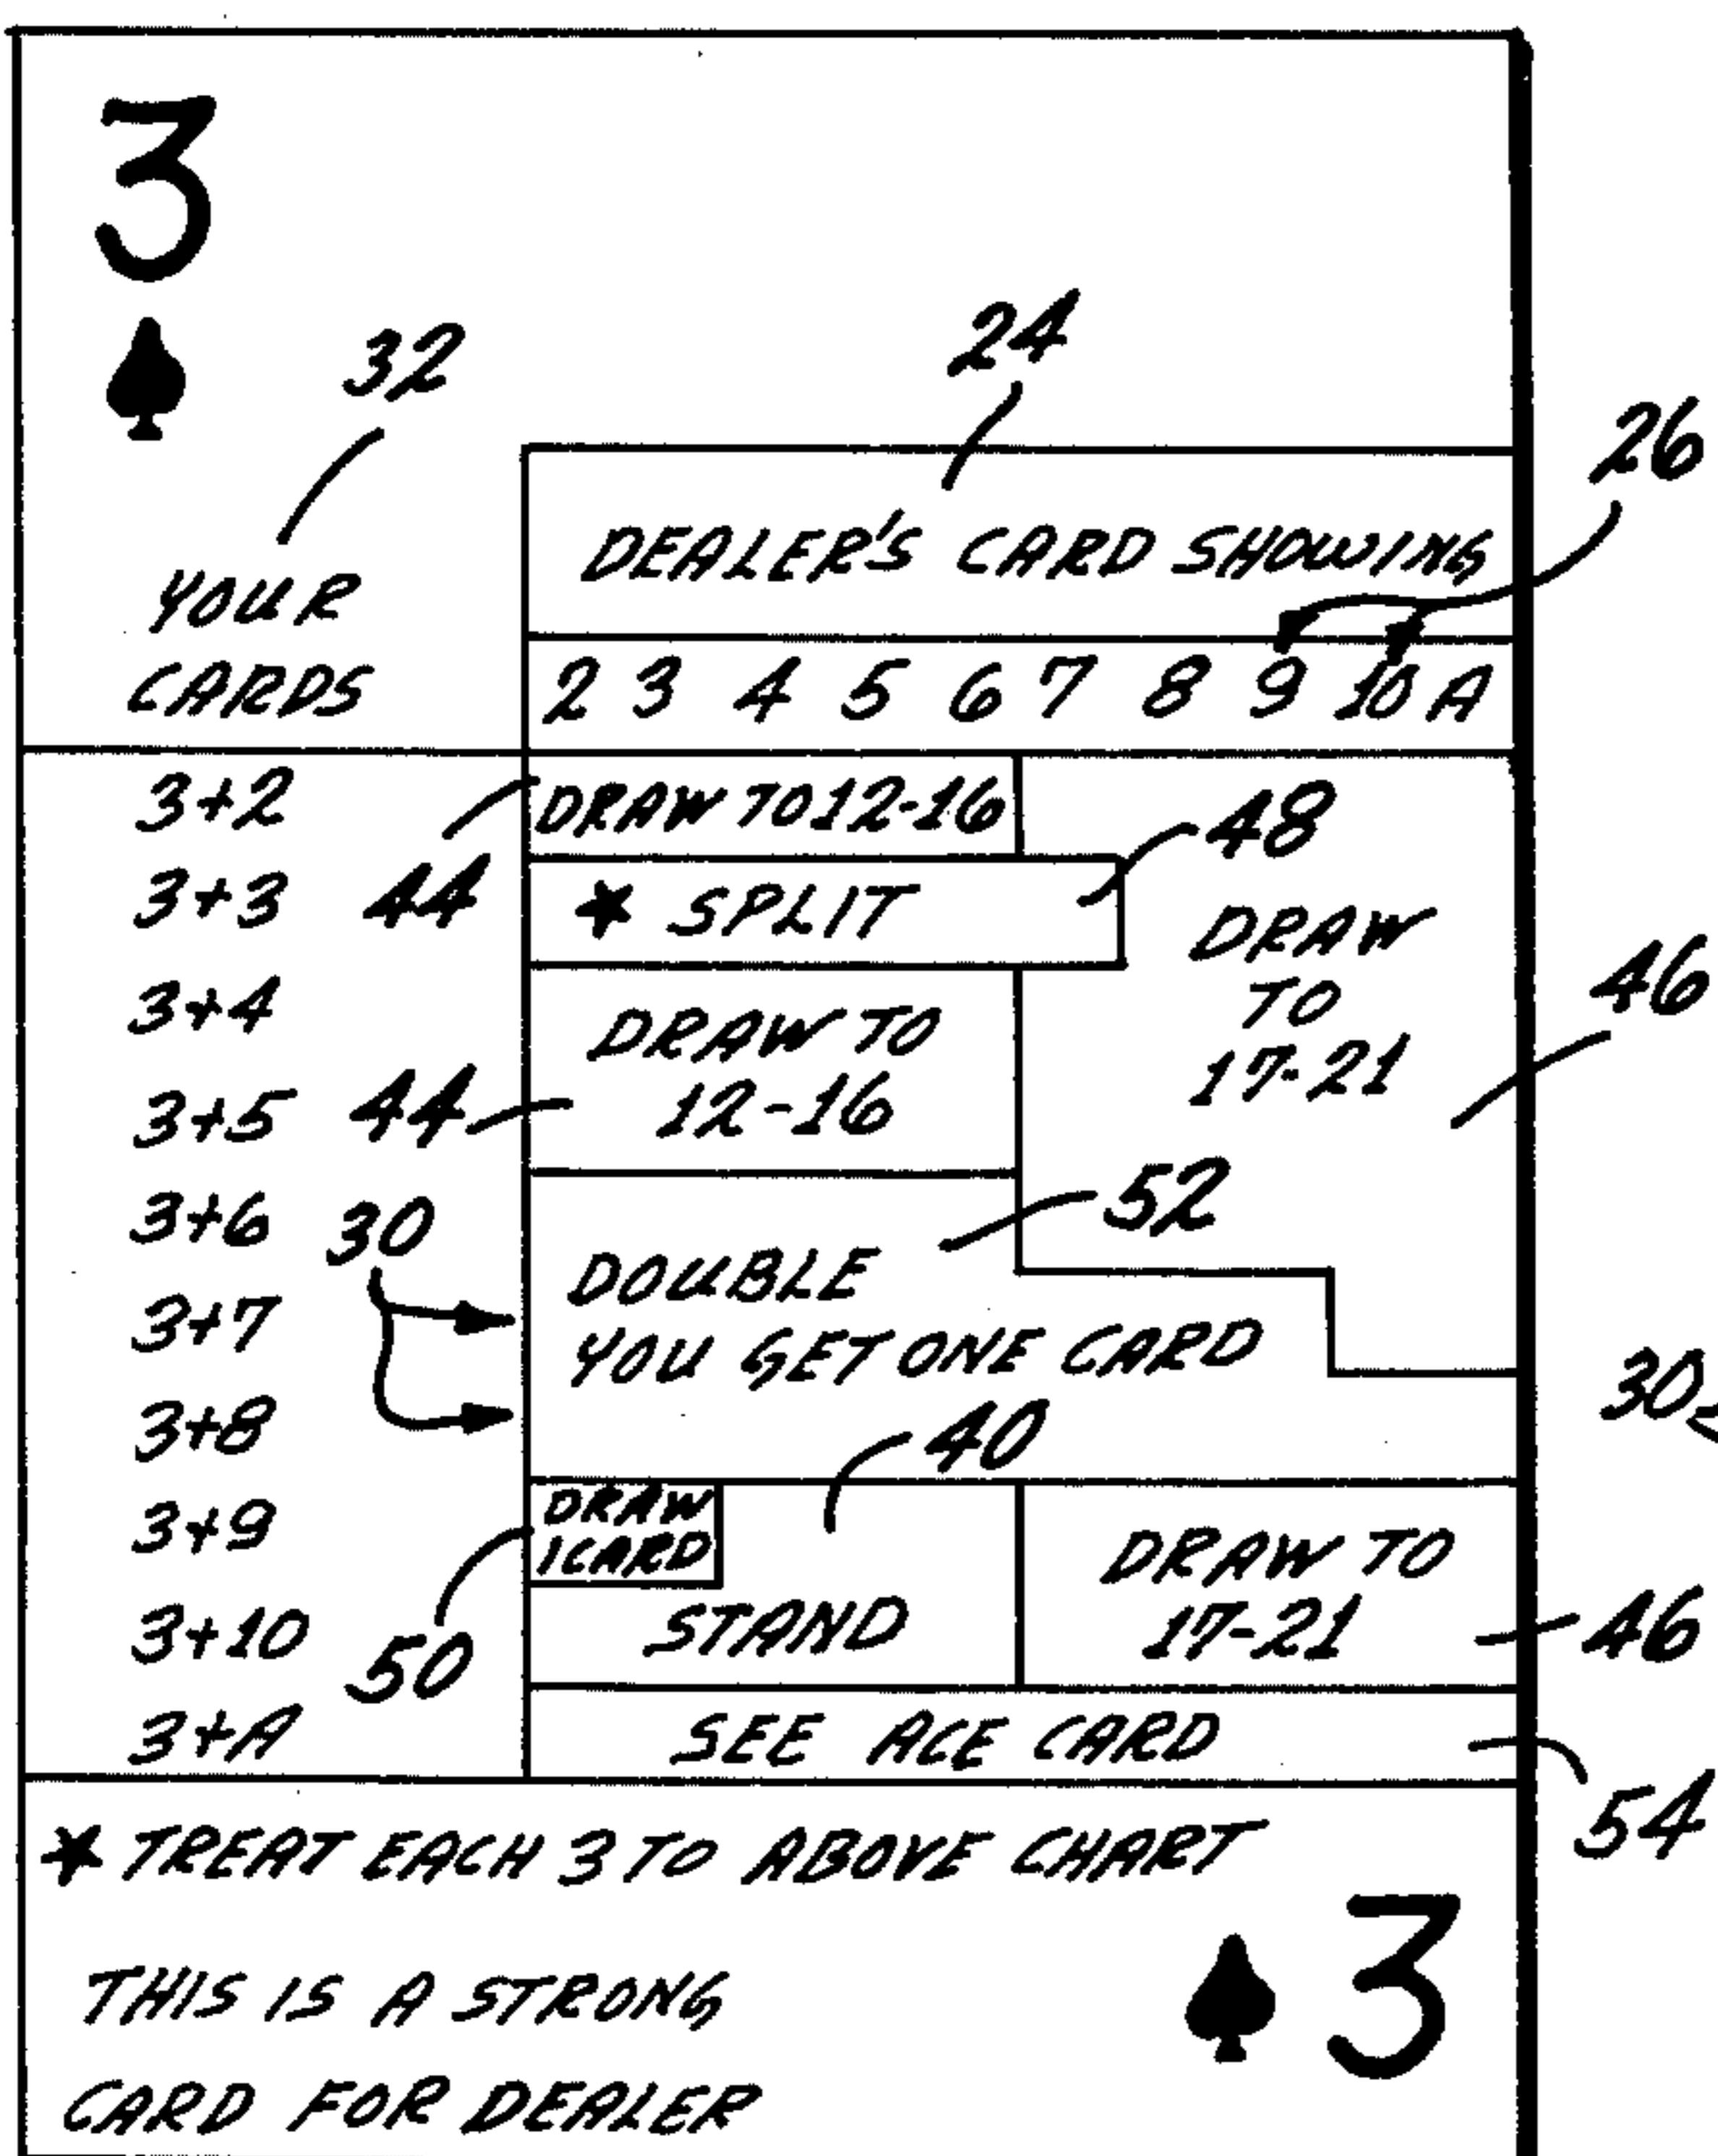 3
32
24
26
DEALER'S CARD SHOWING
YOUR
CARDS
2 3 4 5 6 7 8 9 10 A
3+2
DRAW TO 12-16
48
3+3
44
* SPLIT
DRAW
TO
17-21
46
3+4
DRAW TO
12-16
3+5
44
52
3+6
30
DOUBLE
YOU GET ONE CARD
3+7
30
3+8
40
3+9
DRAW
1CARD
DRAW TO
17-21
3+10
50
STAND
46
3+A
SEE ACE CARD
54
* TREAT EACH 3 TO ABOVE CHART
THIS IS A STRONG
CARD FOR DEALER
3